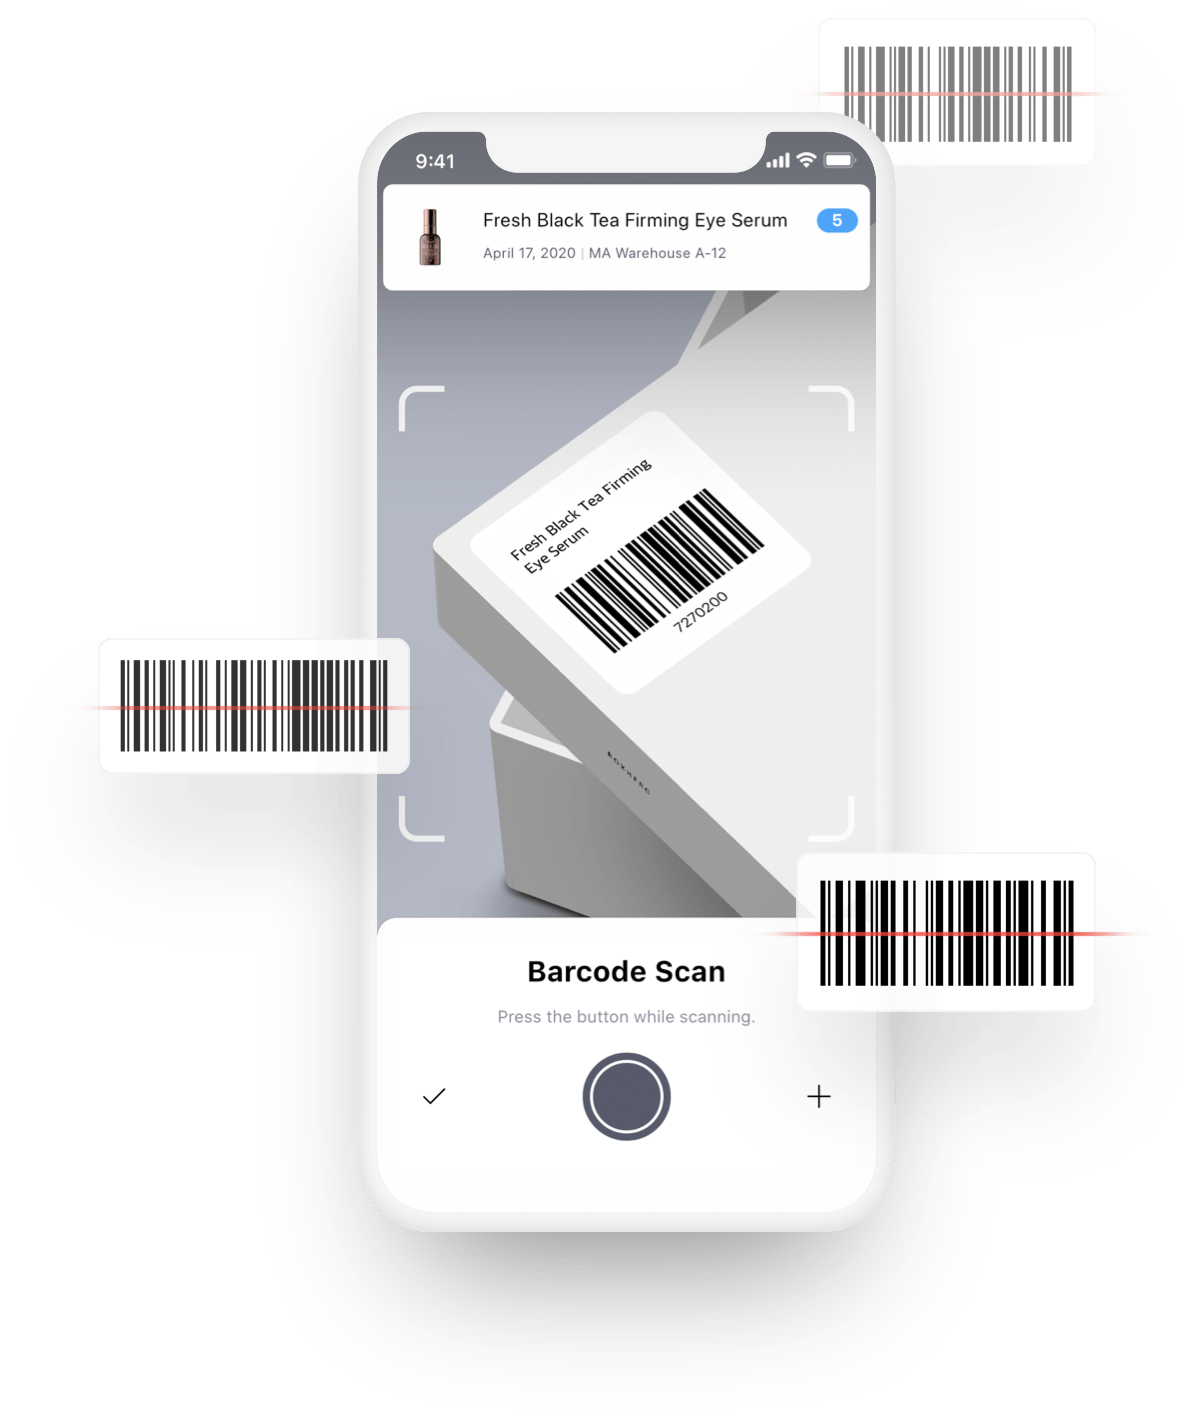 9:41
Fresh Black Tea Firming Eye Serum
5
April 17, 2020 | MA Warehouse A-12
Fresh Black Tea Firming
Eye Serum
7270200
BOXHERO
Barcode Scan
Press the button while scanning.